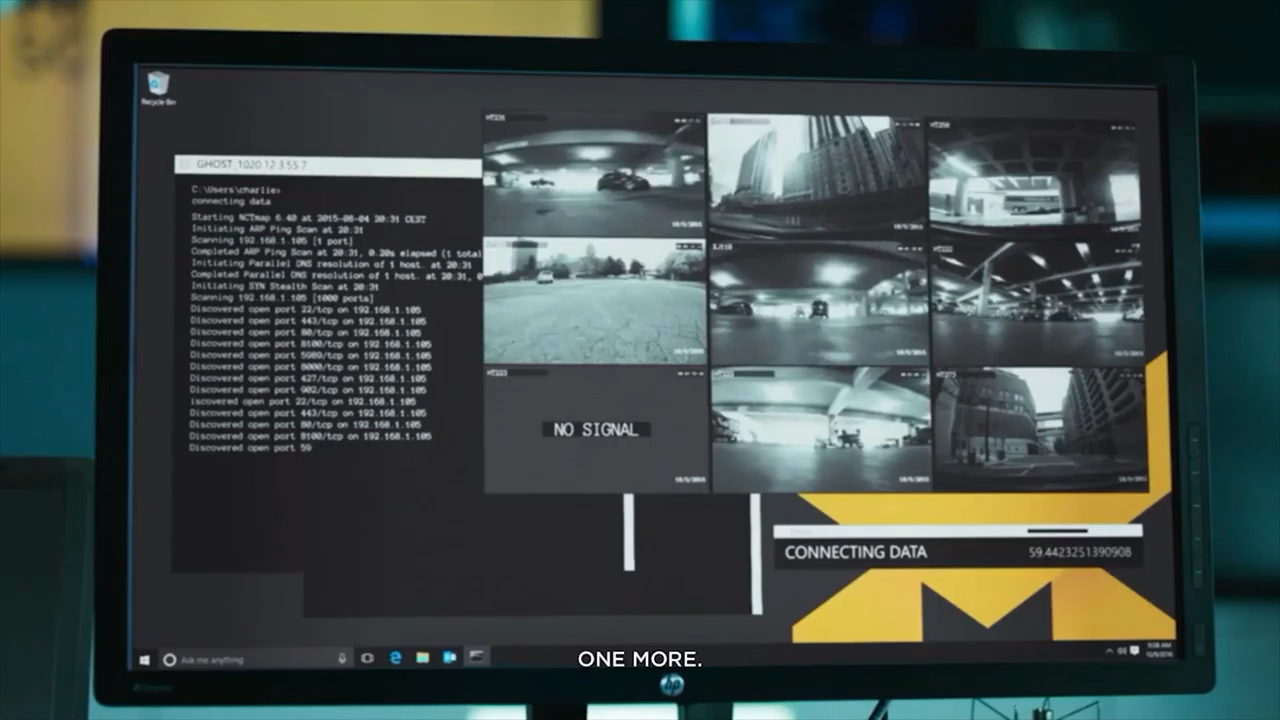 Recycle Bin
GHOST_1020 12 3 55 7
C:\Users\charlie>
connecting data
Starting NCTmap 6.40 at 2015-08-04 20:31 CEST
Initiating ARP Ping Scan at 20:31
Scanning 192.168.1.105 [1 port]
Completed ARP Ping Scan at 20:31, 0.20s elapsed (1 total
Initiating Parallel DNS resolution of 1 host. at 20:31
Completed Parallel DNS resolution of 1 host. at 20:31, 0
Initiating SYN Stealth Scan at 20:31
Scanning 192.168.1.105 [1000 ports]
Discovered open port 22/tcp on 192.168.1.105
Discovered open port 443/tcp on 192.168.1.105
Discovered open port 80/tcp on 192.168.1.105
Discovered open port 8100/tcp on 192.168.1.105
Discovered open port 5989/tcp on 192.168.1.105
Discovered open port 8000/tcp on 192.168.1.105
Discovered open port 427/tcp on 192.168.1.105
Discovered open port 902/tcp on 192.168.1.105
iscovered open port 22/tcp on 192.168.1.105
Discovered open port 443/tcp on 192.168.1.105
Discovered open port 80/tcp on 192.168.1.105
Discovered open port 8100/tcp on 192.168.1.105
Discovered open port 59
HT231
HT223
HT273
NO SIGNAL
CONNECTING DATA 59.4423251390908
Ask me anything
9:08 AM
ONE MORE.
hp